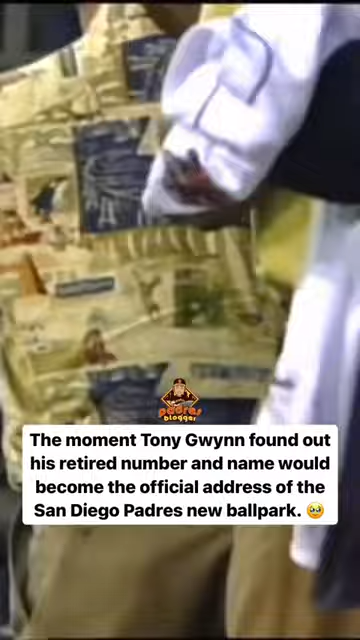 padres
blogger
The moment Tony Gwynn found out
his retired number and name would
become the official address of the
San Diego Padres new ballpark. 🥹